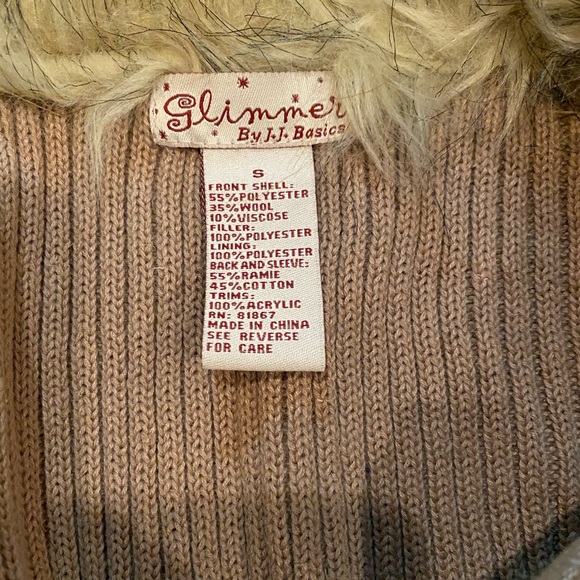 Glimmer
By J.J. Basics
S
FRONT SHELL:
55%POLYESTER
35%WOOL
10%VISCOSE
FILLER:
100%POLYESTER
LINING:
100%POLYESTER
BACK AND SLEEVE:
55%RAMIE
45%COTTON
TRIMS:
100%ACRYLIC
RN: 81867
MADE IN CHINA
SEE REVERSE
FOR CARE